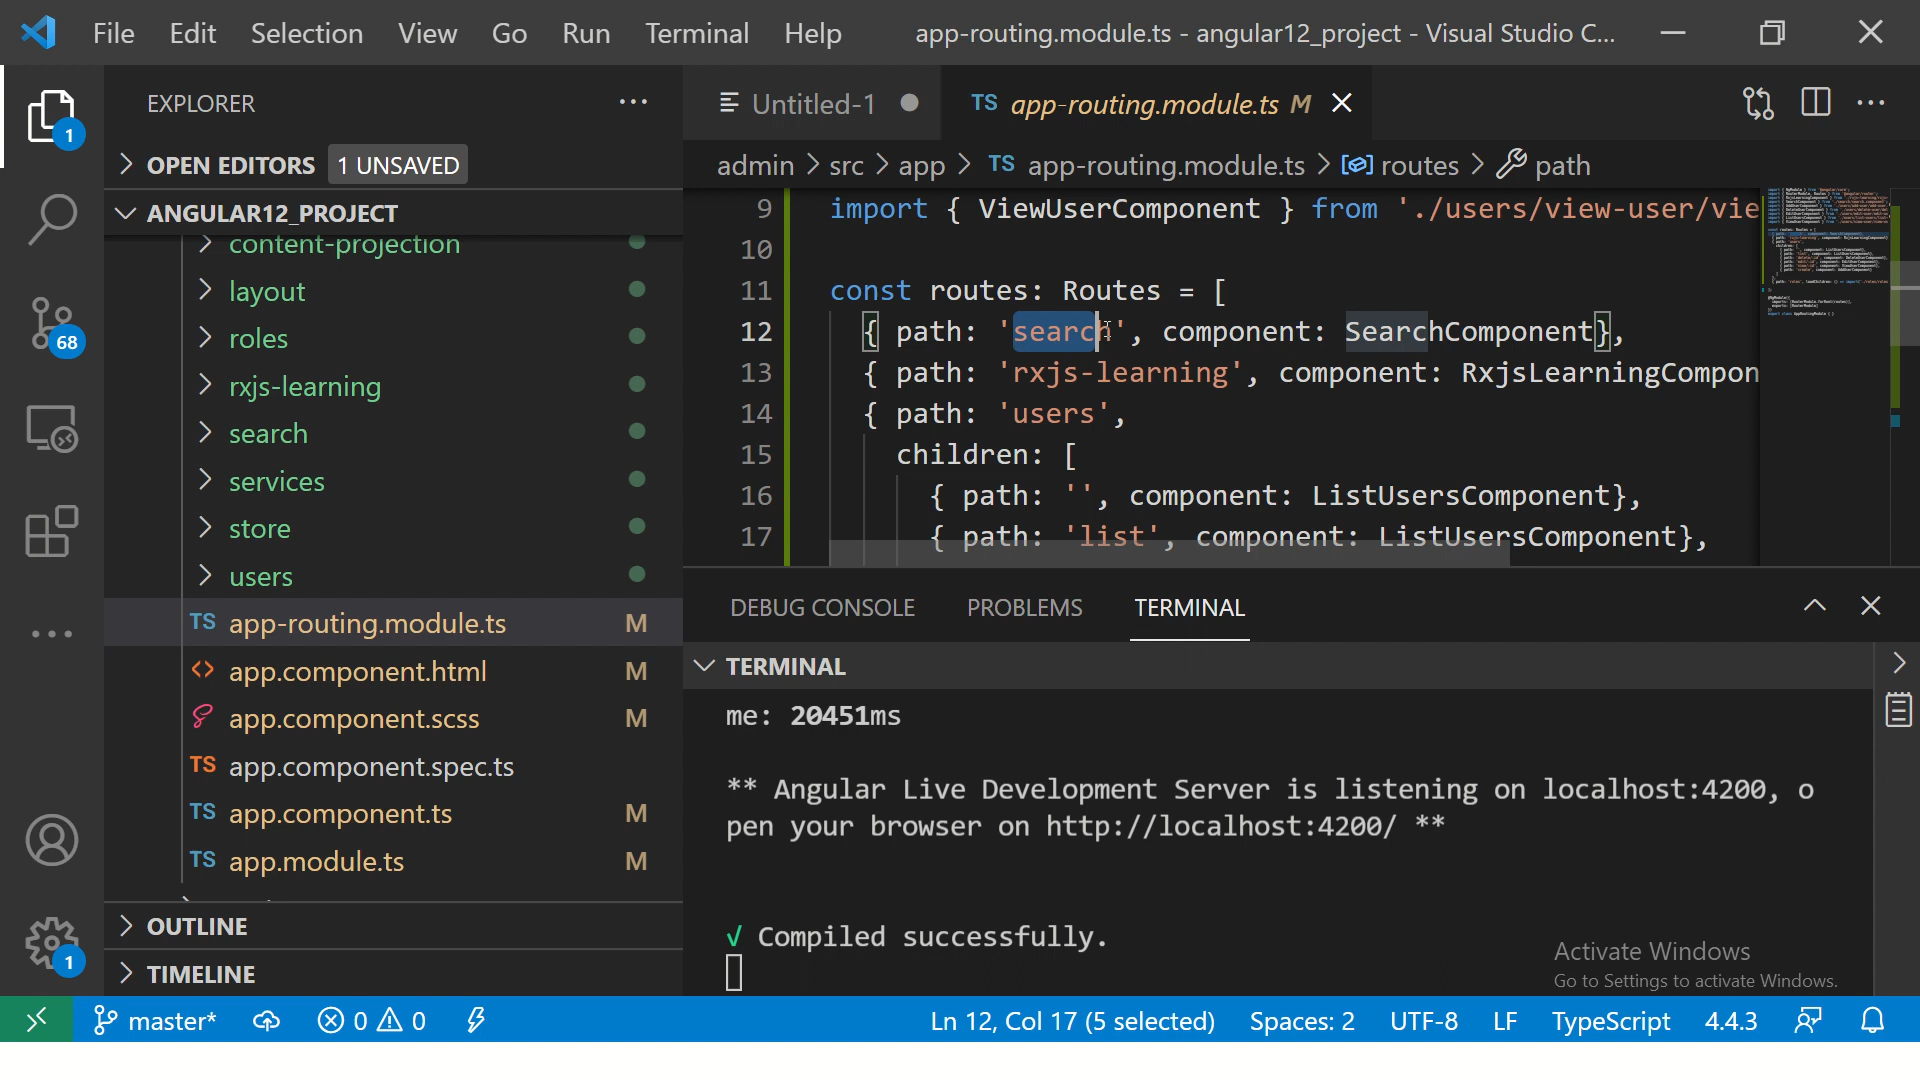 File Edit Selection View Go Run Terminal Help app-routing.module.ts - angular12_project - Visual Studio C...
EXPLORER
1
OPEN EDITORS 1 UNSAVED
ANGULAR12_PROJECT
content-projection
layout
roles
rxjs-learning
search
services
store
users
TS app-routing.module.ts M
app.component.html M
app.component.scss M
TS app.component.spec.ts
TS app.component.ts M
TS app.module.ts M
OUTLINE
TIMELINE
68
1
Untitled-1 TS app-routing.module.ts M
admin > src > app > TS app-routing.module.ts > routes > path
9 import { ViewUserComponent } from './users/view-user/vie
10
11 const routes: Routes = [
12 { path: 'search', component: SearchComponent},
13 { path: 'rxjs-learning', component: RxjsLearningCompon
14 { path: 'users',
15 children: [
16 { path: '', component: ListUsersComponent},
17 { path: 'list', component: ListUsersComponent},
DEBUG CONSOLE PROBLEMS TERMINAL
TERMINAL
me: 20451ms
** Angular Live Development Server is listening on localhost:4200, o
pen your browser on http://localhost:4200/ **
√ Compiled successfully.
Activate Windows
Go to Settings to activate Windows.
master* 0 0 Ln 12, Col 17 (5 selected) Spaces: 2 UTF-8 LF TypeScript 4.4.3